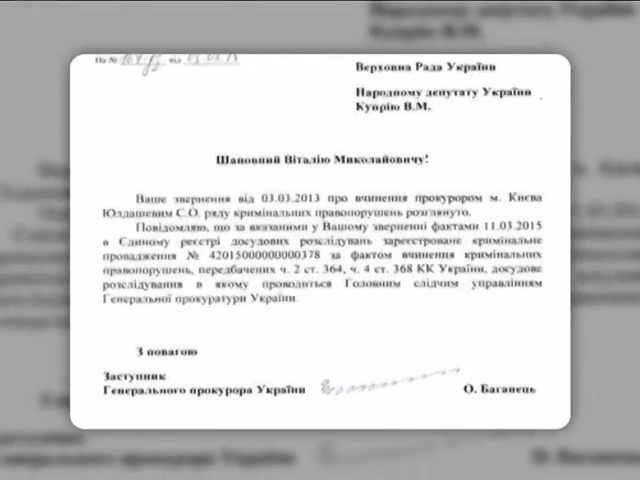 На № від
Верховна Рада України
Народному депутату України
Купрію В.М.
Шановний Віталію Миколайовичу!
Ваше звернення від 03.03.2013 про вчинення прокурором м. Києва
Юлдашевим С.О. ряду кримінальних правопорушень розглянуто.
Повідомляю, що за вказаними у Вашому зверненні фактами 11.03.2015
в Єдиному реєстрі досудових розслідувань зареєстроване кримінальне
провадження № 42015000000000378 за фактом вчинення кримінальних
правопорушень, передбачених ч. 2 ст. 364, ч. 4 ст. 368 КК України, досудове
розслідування в якому проводиться Головним слідчим управлінням
Генеральної прокуратури України.
З повагою
Заступник
Генерального прокурора України О. Баганець